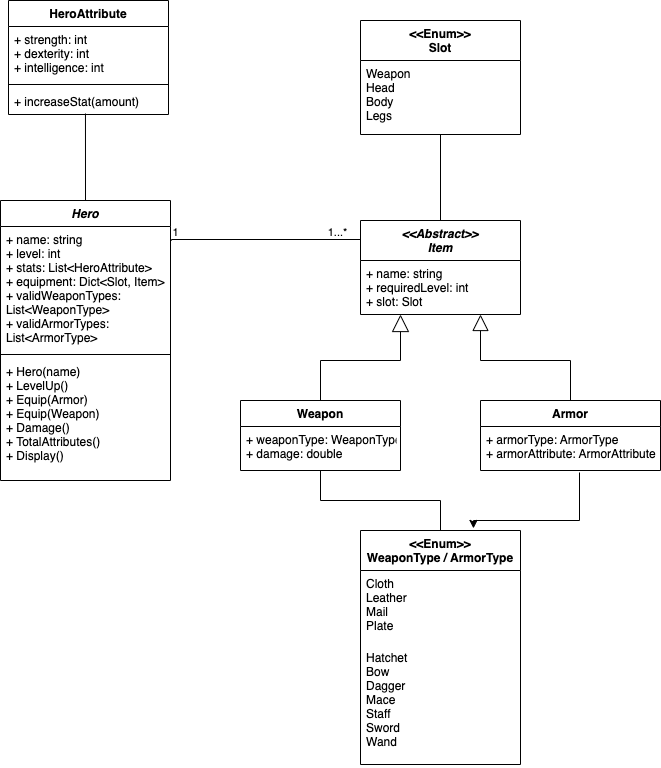 HeroAttribute
+ strength: int
+ dexterity: int
+ intelligence: int
+ increaseStat(amount)
<<Enum>>
Slot
Weapon
Head
Body
Legs
Hero
+ name: string
+ level: int
+ stats: List<HeroAttribute>
+ equipment: Dict<Slot, Item>
+ validWeaponTypes:
List<WeaponType>
+ validArmorTypes:
List<ArmorType>
+ Hero(name)
+ LevelUp()
+ Equip(Armor)
+ Equip(Weapon)
+ Damage()
+ TotalAttributes()
+ Display()
1
1...*
<<Abstract>>
Item
+ name: string
+ requiredLevel: int
+ slot: Slot
Weapon
+ weaponType: WeaponType
+ damage: double
Armor
+ armorType: ArmorType
+ armorAttribute: ArmorAttribute
<<Enum>>
WeaponType / ArmorType
Cloth
Leather
Mail
Plate
Hatchet
Bow
Dagger
Mace
Staff
Sword
Wand